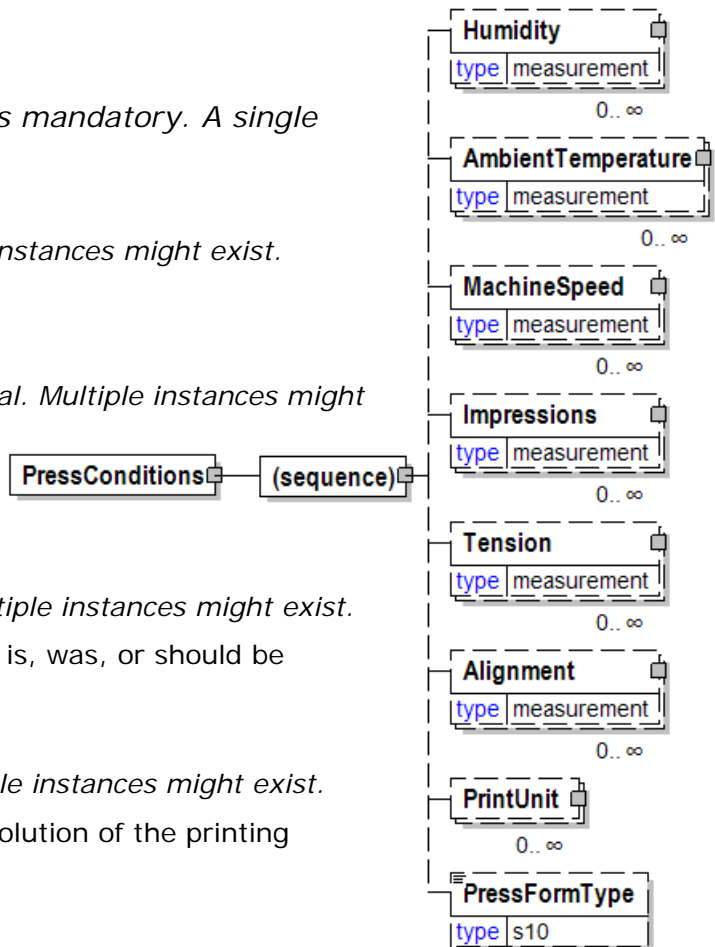 s mandatory. A single
nstances might exist.
al. Multiple instances might
tiple instances might exist.
is, was, or should be
le instances might exist.
olution of the printing
PressConditions
(sequence)
Humidity
type measurement
0.. ∞
AmbientTemperature
type measurement
0.. ∞
MachineSpeed
type measurement
0.. ∞
Impressions
type measurement
0.. ∞
Tension
type measurement
0.. ∞
Alignment
type measurement
0.. ∞
PrintUnit
0.. ∞
PressFormType
type s10